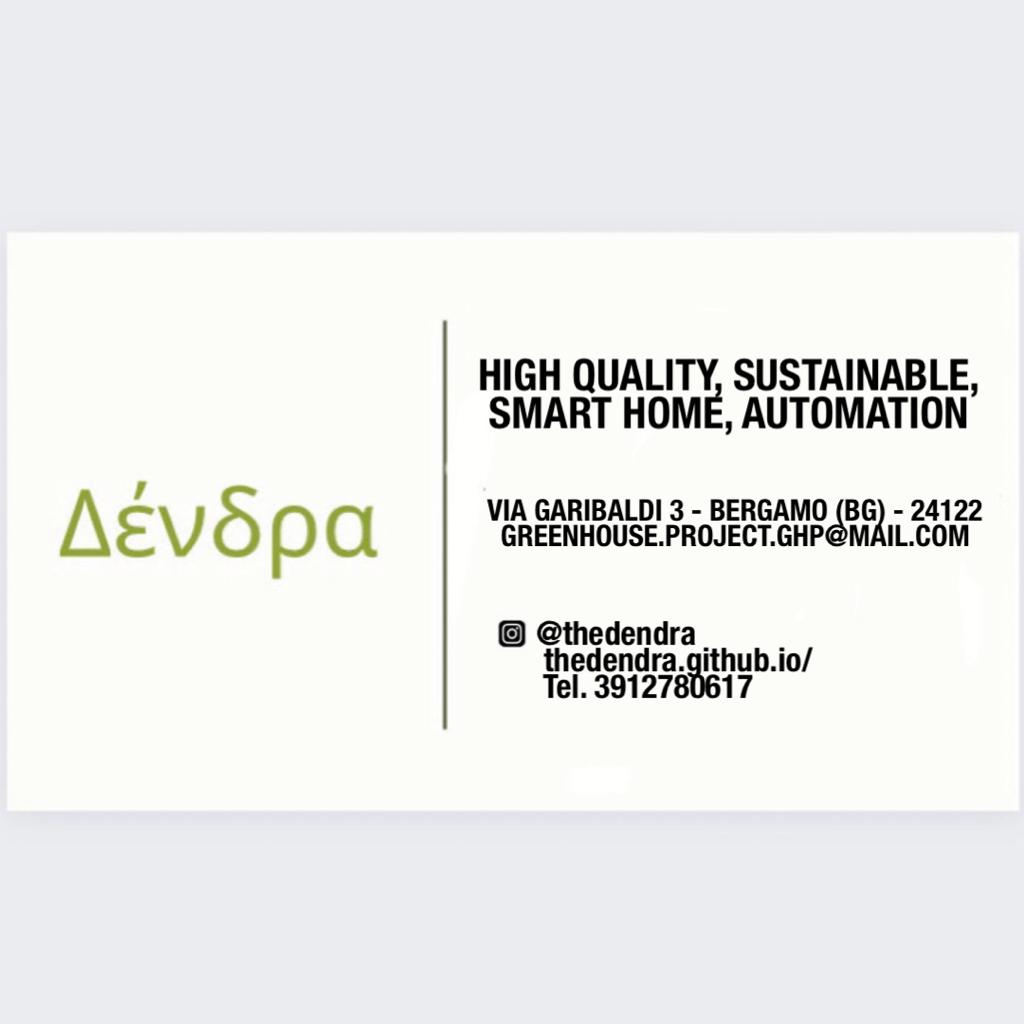 Δένδρα
HIGH QUALITY, SUSTAINABLE,
SMART HOME, AUTOMATION
VIA GARIBALDI 3 - BERGAMO (BG) - 24122
GREENHOUSE.PROJECT.GHP@MAIL.COM
@thedendra
thedendra.github.io/
Tel. 3912780617